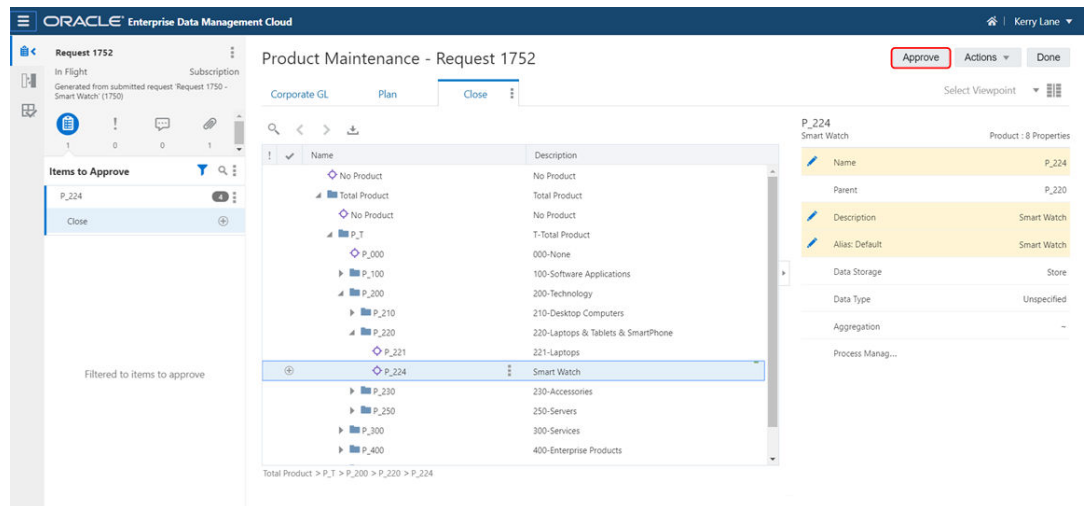 ORACLE® Enterprise Data Management Cloud
Kerry Lane
Request 1752
In Flight Subscription
Generated from submitted request 'Request 1750 -
Smart Watch' (1750)
1 0 0 1
Items to Approve
P_224 4
Close
Filtered to items to approve
Product Maintenance - Request 1752
Approve Actions Done
Corporate GL Plan Close
Select Viewpoint
! Name Description
No Product No Product
Total Product Total Product
No Product No Product
P_T T-Total Product
P_000 000-None
P_100 100-Software Applications
P_200 200-Technology
P_210 210-Desktop Computers
P_220 220-Laptops & Tablets & SmartPhone
P_221 221-Laptops
P_224 Smart Watch
P_230 230-Accessories
P_250 250-Servers
P_300 300-Services
P_400 400-Enterprise Products
Total Product > P_T > P_200 > P_220 > P_224
P_224
Smart Watch Product : 8 Properties
Name P_224
Parent P_220
Description Smart Watch
Alias: Default Smart Watch
Data Storage Store
Data Type Unspecified
Aggregation ~
Process Manag...